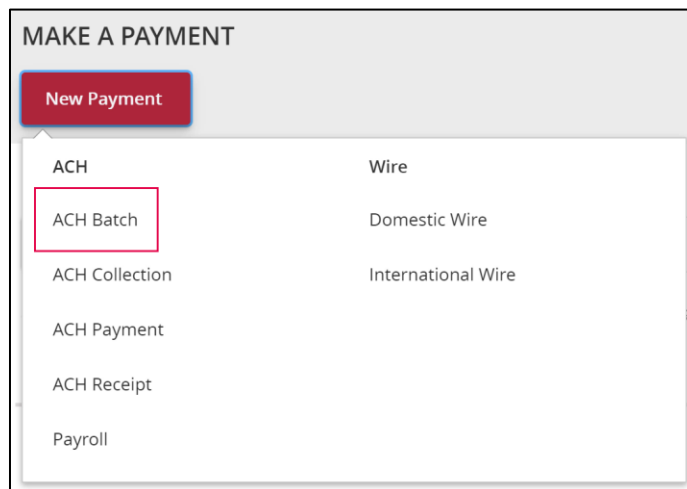 MAKE A PAYMENT
New Payment
ACH
ACH Batch
ACH Collection
ACH Payment
ACH Receipt
Payroll
Wire
Domestic Wire
International Wire